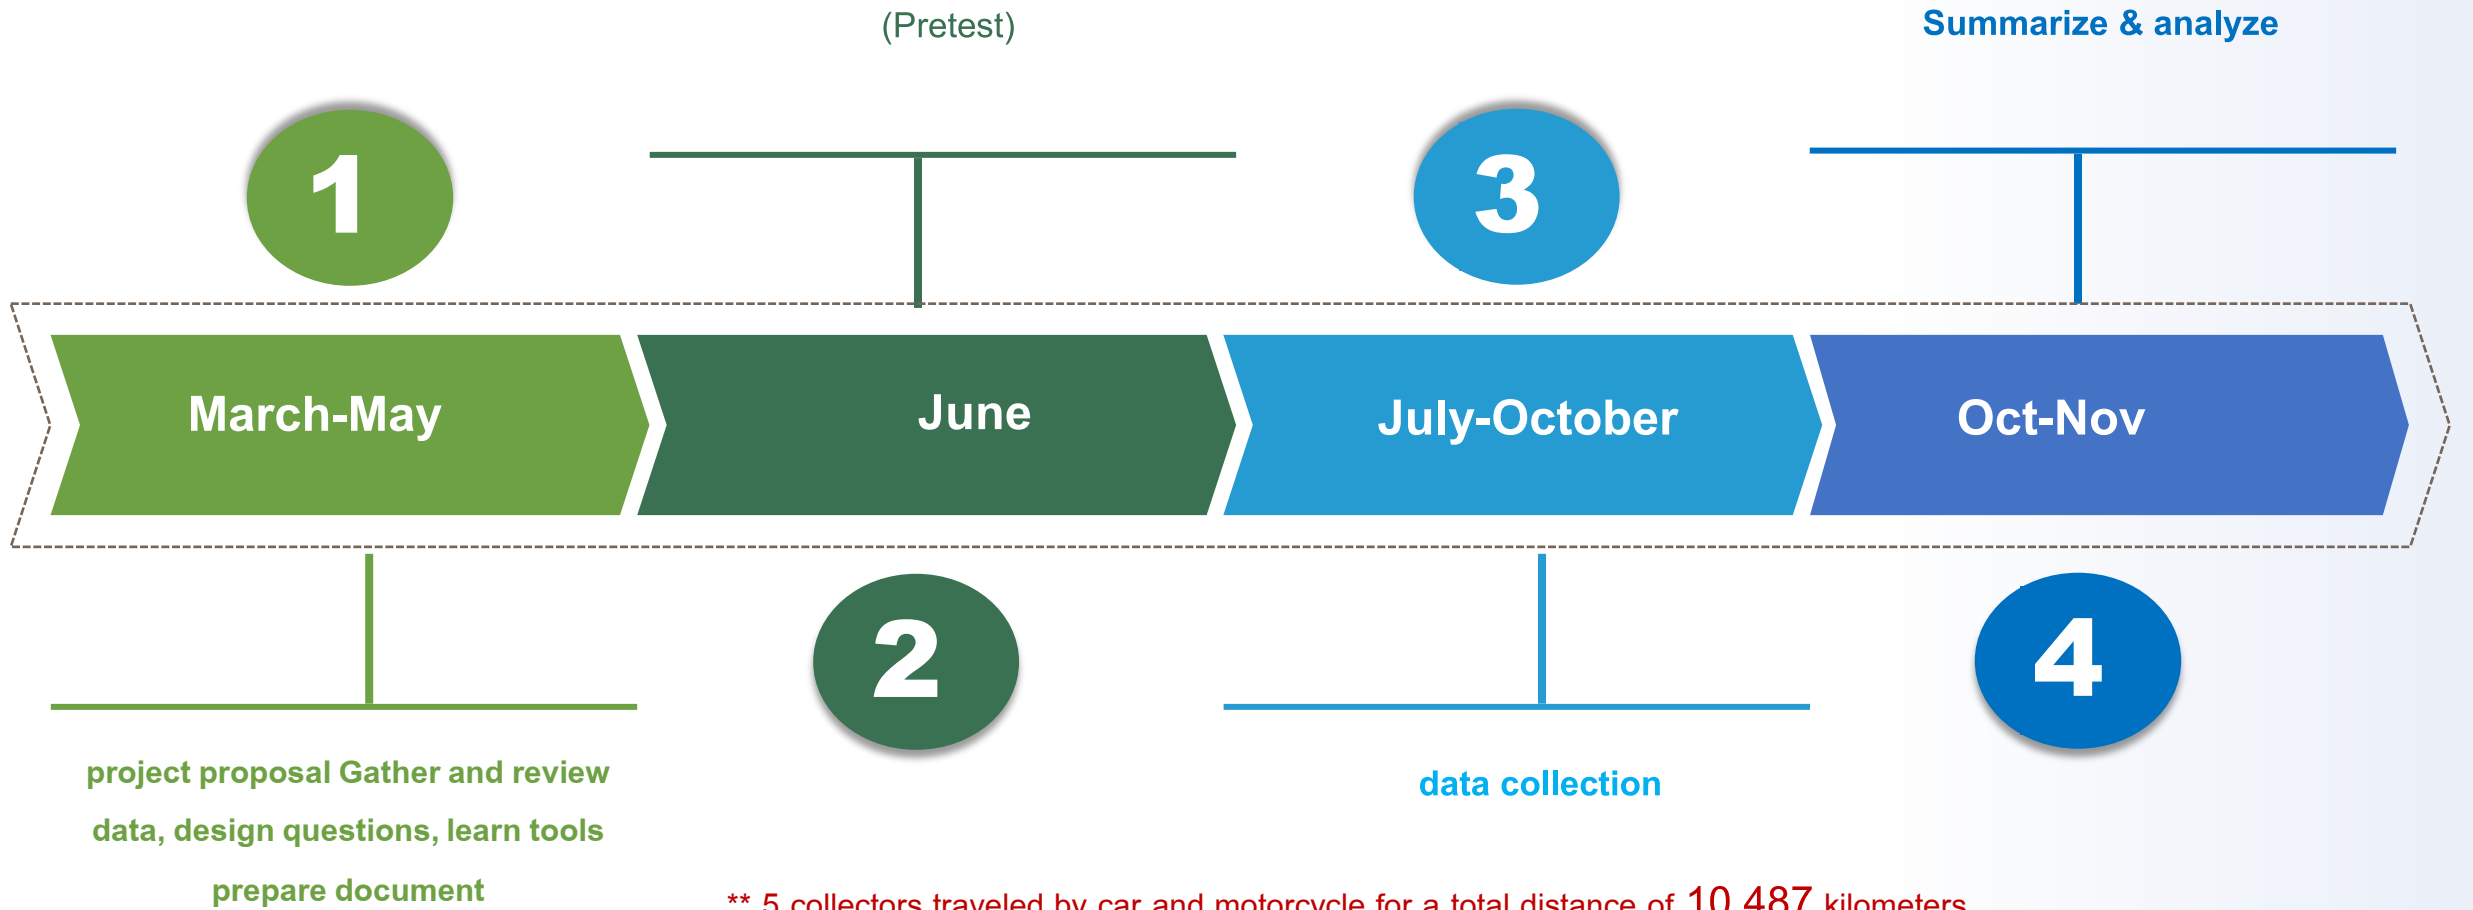 (Pretest)
Summarize & analyze
1
3
March-May
June
July-October
Oct-Nov
2
4
project proposal Gather and review
data, design questions, learn tools
prepare document
data collection
** 5 collectors traveled by car and motorcycle for a total distance of 10,487 kilometers